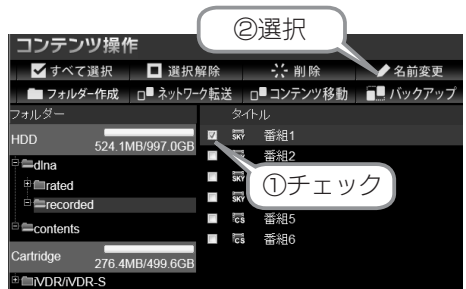 コンテンツ操作
②選択
すべて選択 選択解除 削除 名前変更
フォルダー作成 ネットワーク転送 コンテンツ移動 バックアップ
フォルダー タイトル
HDD 524.1MB/997.0GB
SKY 番組1
番組2
dlna
SKY
①チェック
rated
SKY
recorded
CS 番組5
contents
CS 番組6
Cartridge 276.4MB/499.6GB
iVDR/iVDR-S